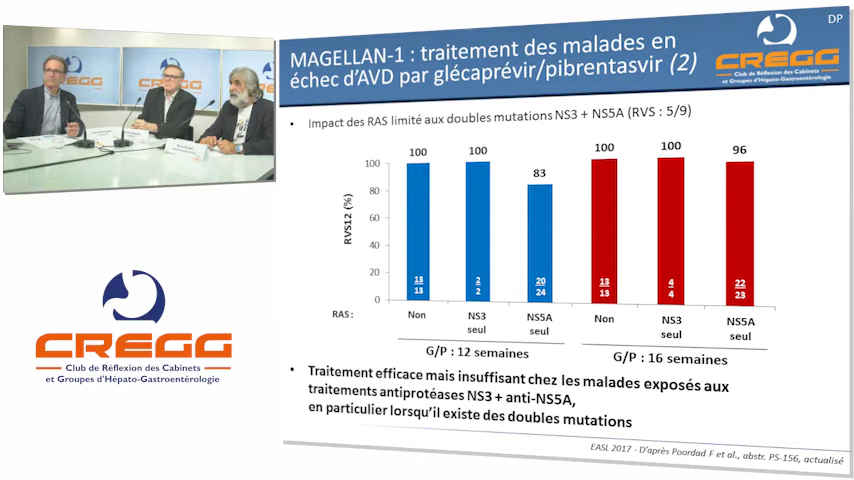 DP
MAGELLAN-1 : traitement des malades en
échec d'AVD par glécaprévir/pibrentasvir (2)
CREGG
Club de Réflexion des Cabinets
et Groupes d'Hépato-Gastroentérologie
• Impact des RAS limité aux doubles mutations NS3 + NS5A (RVS : 5/9)
RVS12 (%)
100
80
60
40
20
0
100 100 83 100 100 96
13 2 20 13 4 22
13 2 24 13 4 23
RAS : Non NS3 seul NS5A seul Non NS3 seul NS5A seul
G/P : 12 semaines G/P : 16 semaines
• Traitement efficace mais insuffisant chez les malades exposés aux
traitements antiprotéases NS3 + anti-NS5A,
en particulier lorsqu'il existe des doubles mutations
EASL 2017 - D'après Poordad F et al., abstr. PS-156, actualisé
CREGG
CREGG
CREGG
Club de Réflexion des Cabinets
et Groupes d'Hépato-Gastroentérologie